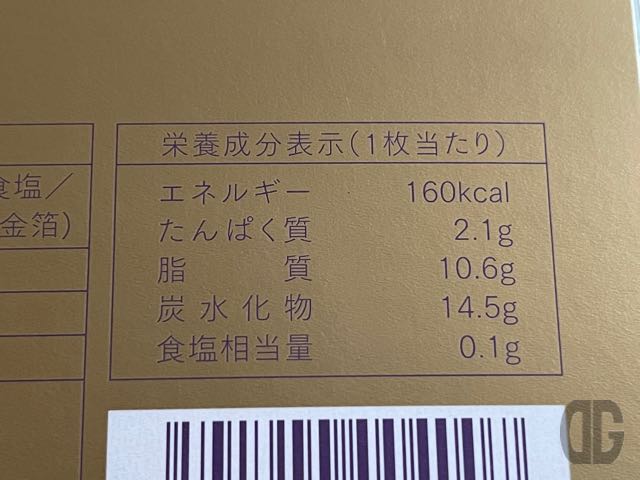 食塩／
金箔)
栄養成分表示(1枚当たり)
エネルギー 160kcal
たんぱく質 2.1g
脂質 10.6g
炭水化物 14.5g
食塩相当量 0.1g
DG